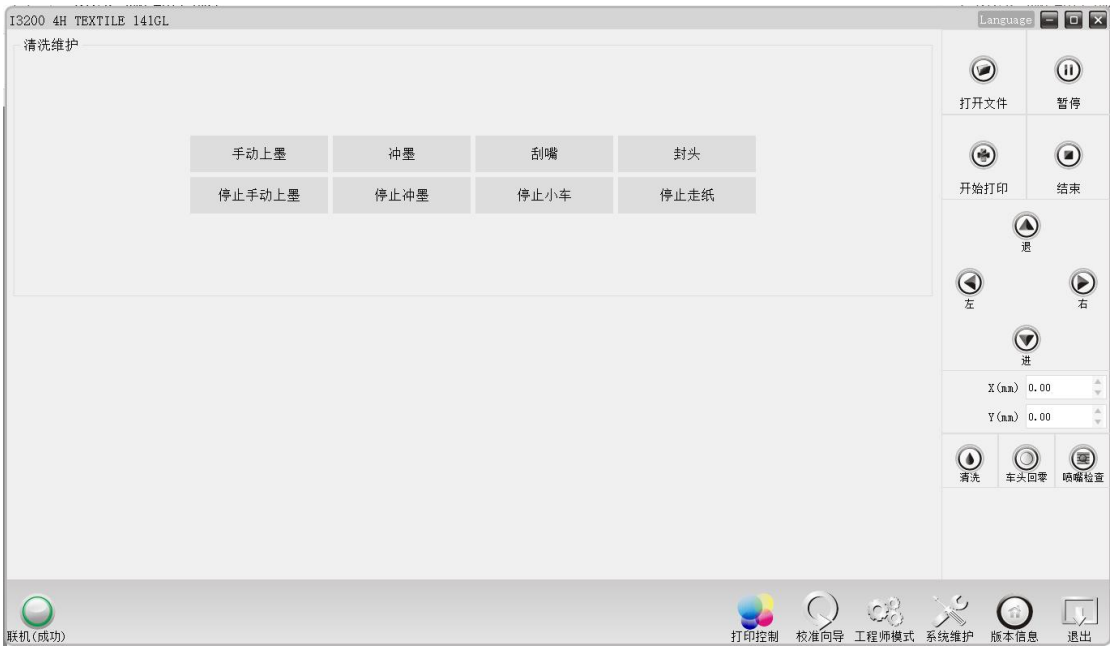 I3200 4H TEXTILE 141GL
Language
清洗维护
手动上墨 冲墨 刮嘴 封头
停止手动上墨 停止冲墨 停止小车 停止走纸
打开文件 暂停
开始打印 结束
退
左 右
进
X(mm) 0.00
Y(mm) 0.00
清洗 车头回零 喷嘴检查
联机(成功)
打印控制 校准向导 工程师模式 系统维护 版本信息 退出